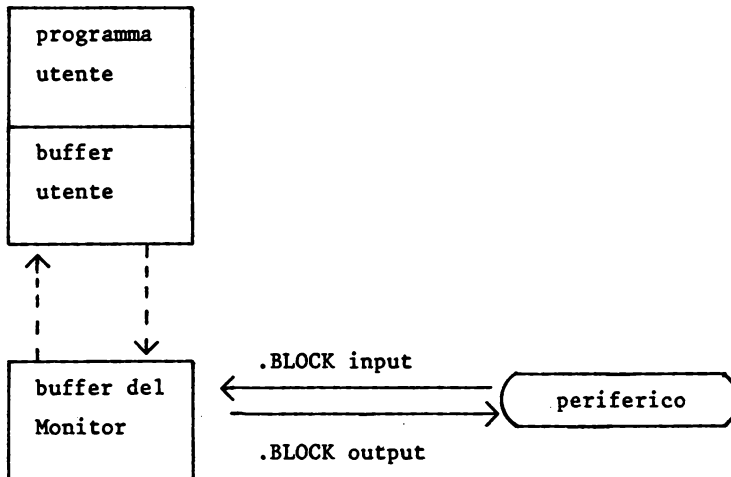 programma
utente
buffer
utente
.BLOCK input
buffer del
Monitor
periferico
.BLOCK output